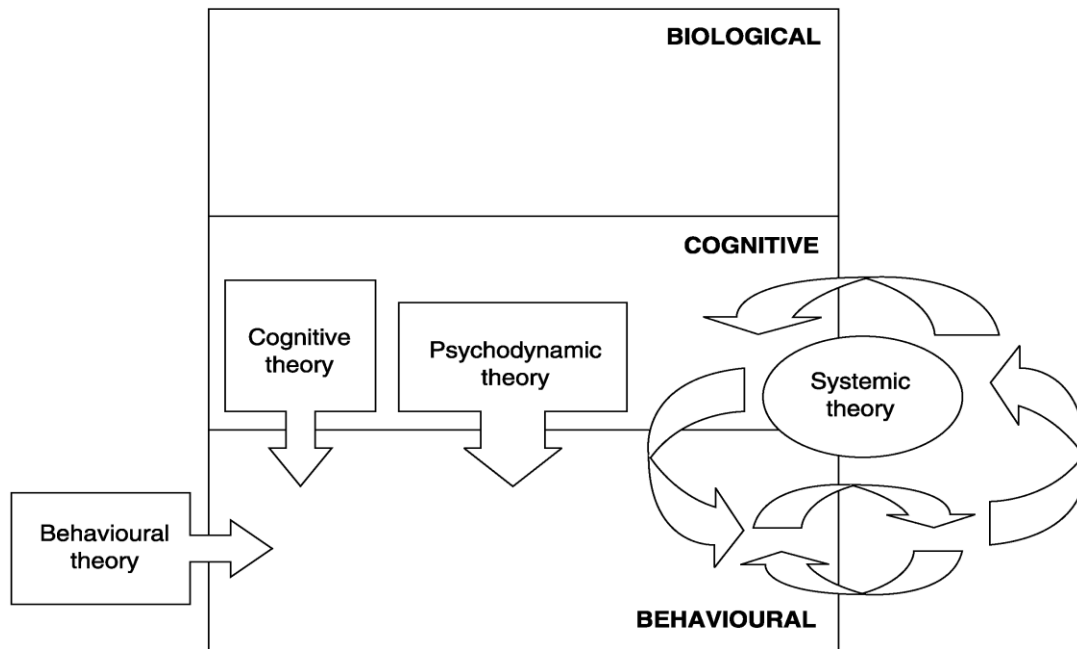 BIOLOGICAL
COGNITIVE
Cognitive
theory
Psychodynamic
theory
Systemic
theory
Behavioural
theory
BEHAVIOURAL